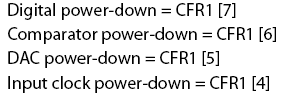 Digital power-down = CFR1 [7]
Comparator power-down = CFR1 [6]
DAC power-down = CFR1 [5]
Input clock power-down = CFR1 [4]